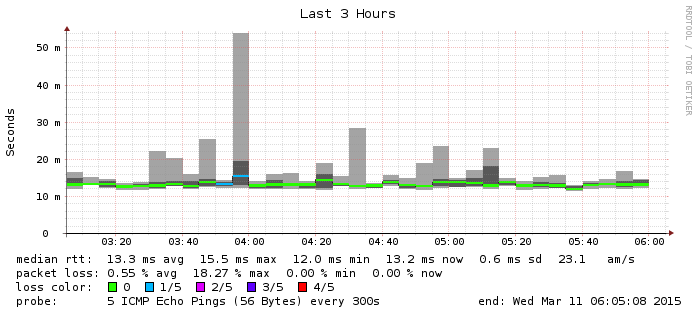 Last 3 Hours
RRDTOOL / TOBI OETIKER
Seconds
50 m
40 m
30 m
20 m
10 m
0
03:20 03:40 04:00 04:20 04:40 05:00 05:20 05:40 06:00
median rtt: 13.3 ms avg 15.5 ms max 12.0 ms min 13.2 ms now 0.6 ms sd 23.1 am/s
packet loss: 0.55 % avg 18.27 % max 0.00 % min 0.00 % now
loss color: 0 1/5 2/5 3/5 4/5
probe: 5 ICMP Echo Pings (56 Bytes) every 300s end: Wed Mar 11 06:05:08 2015